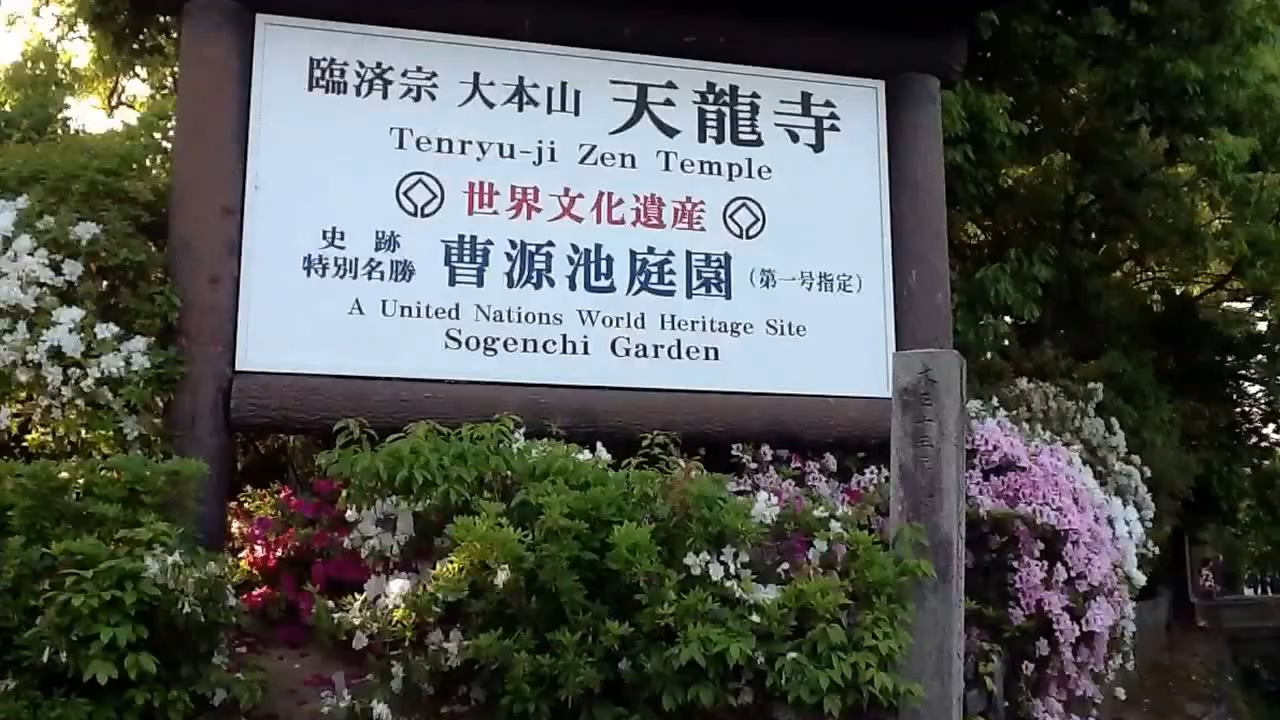 臨済宗 大本山 天龍寺
Tenryu-ji Zen Temple
世界文化遺産
史跡
特別名勝 曹源池庭園 (第一号指定)
A United Nations World Heritage Site
Sogenchi Garden